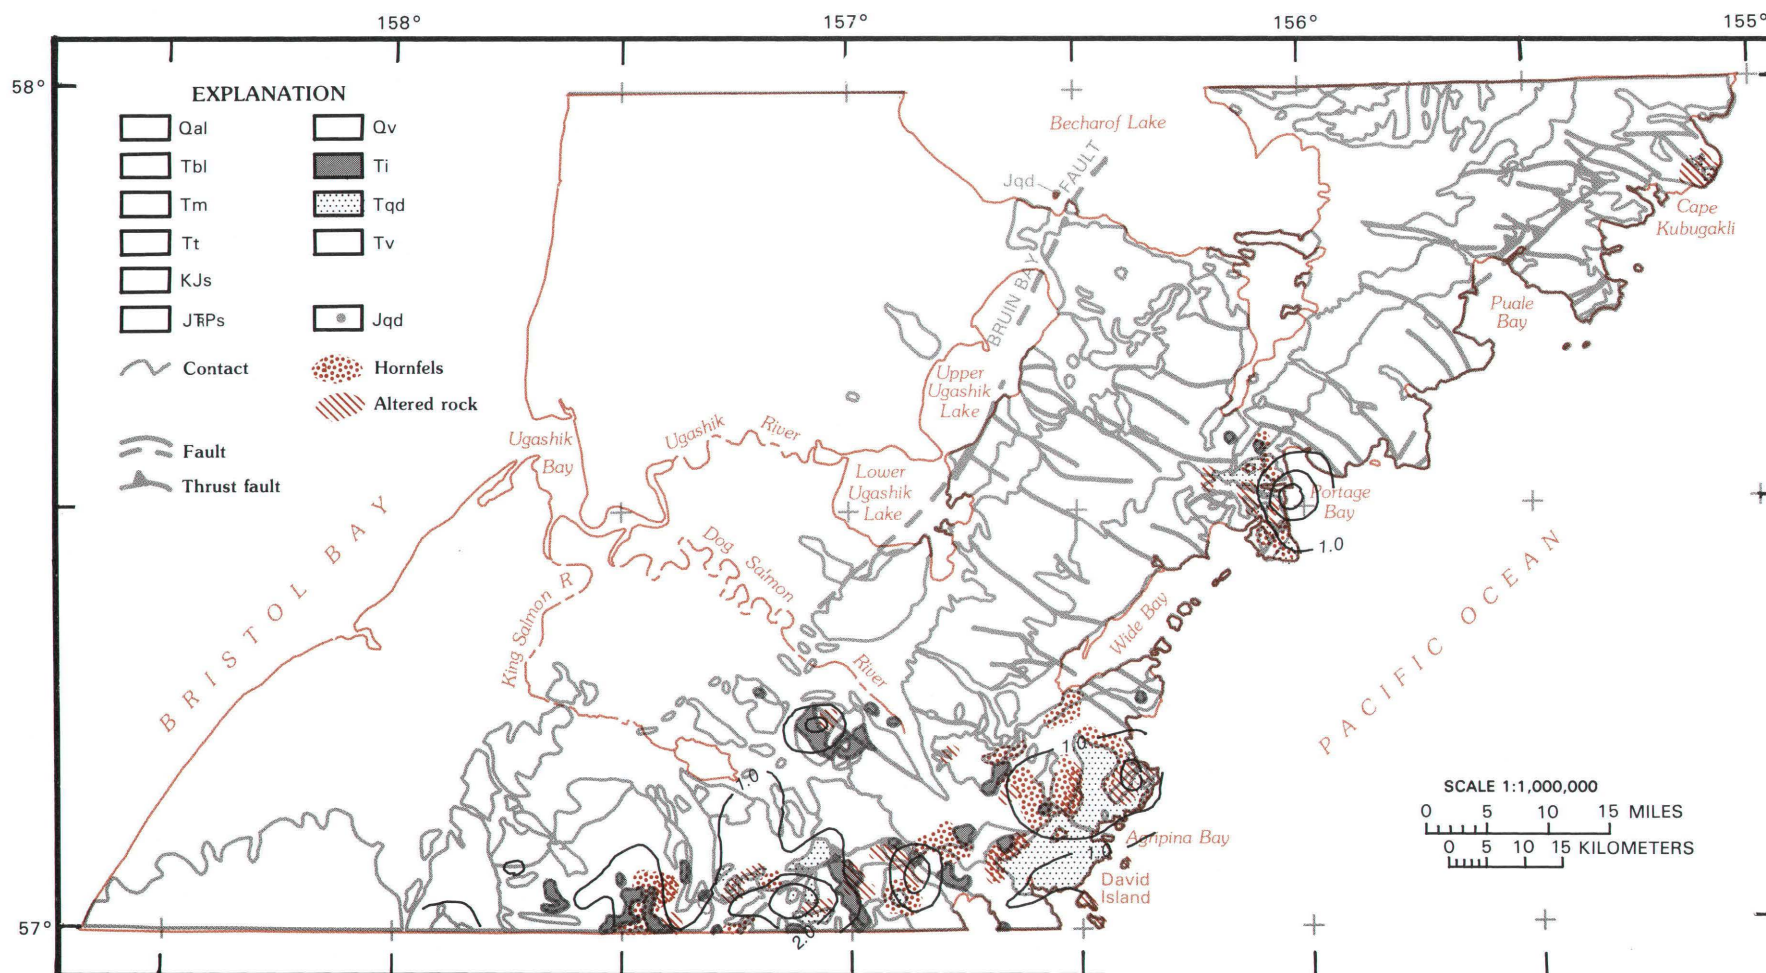 158°
157°
156°
155°
58°
EXPLANATION
Qal
Qv
Tbl
Ti
Tm
Tqd
Tt
Tv
KJs
JTRPs
Jqd
Contact
Hornfels
Altered rock
Fault
Thrust fault
Becharof Lake
Jqd
BRUIN BAY FAULT
Cape
Kubugakli
Puale
Bay
Upper
Ugashik
Lake
Ugashik
Bay
Ugashik River
Lower
Ugashik
Lake
Portage
Bay
1.0
BRISTOL BAY
Dog Salmon River
King Salmon R
Wide Bay
PACIFIC OCEAN
1.0
1.0
SCALE 1:1,000,000
0 5 10 15 MILES
0 5 10 15 KILOMETERS
Agripina Bay
1.0
David
Island
2.0
57°